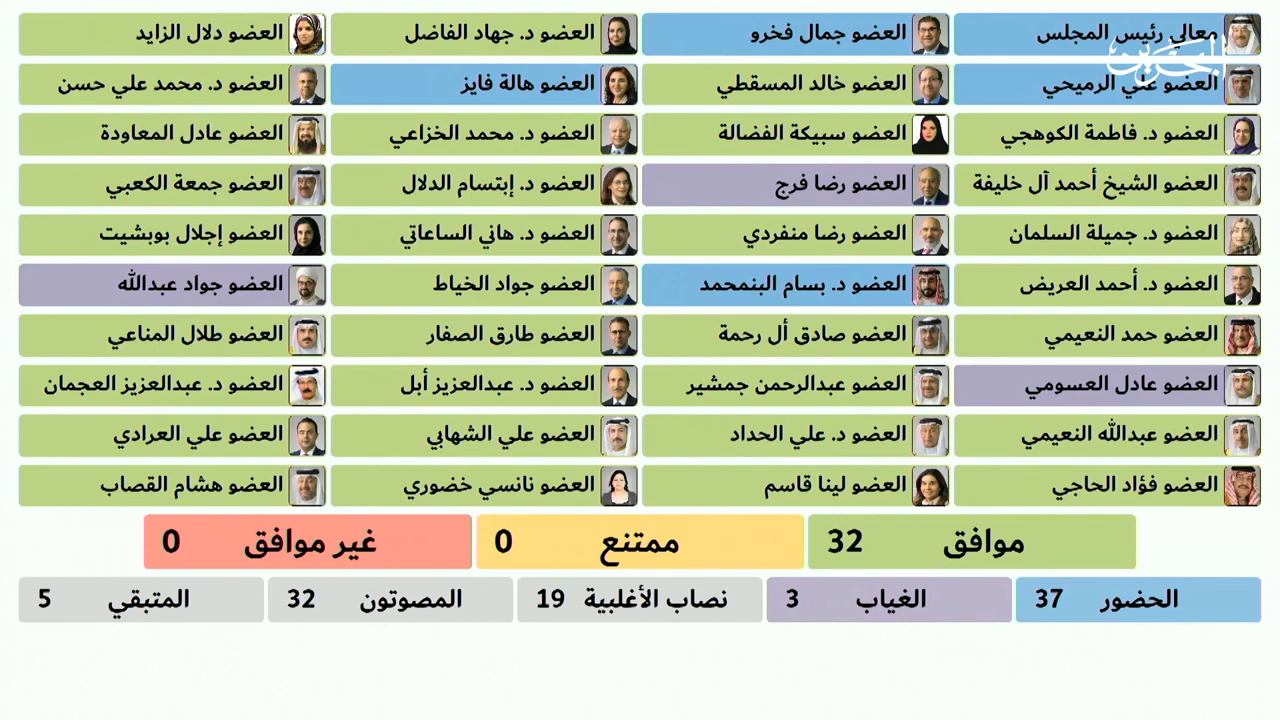 معالي رئيس المجلس
العضو جمال فخرو
العضو د. جهاد الفاضل
العضو دلال الزايد
البحرين
العضو علي الرميحي
العضو خالد المسقطي
العضو هالة فايز
العضو د. محمد علي حسن
العضو د. فاطمة الكوهجي
العضو سبيكة الفضالة
العضو د. محمد الخزاعي
العضو عادل المعاودة
العضو الشيخ أحمد آل خليفة
العضو رضا فرج
العضو د. إبتسام الدلال
العضو جمعة الكعبي
العضو د. جميلة السلمان
العضو رضا منفردي
العضو د. هاني الساعاتي
العضو إجلال بوبشيت
العضو د. أحمد العريض
العضو د. بسام البنمحمد
العضو جواد الخياط
العضو جواد عبدالله
العضو حمد النعيمي
العضو صادق أل رحمة
العضو طارق الصفار
العضو طلال المناعي
العضو عادل العسومي
العضو عبدالرحمن جمشير
العضو د. عبدالعزيز أبل
العضو د. عبدالعزيز العجمان
العضو عبدالله النعيمي
العضو د. علي الحداد
العضو علي الشهابي
العضو علي العرادي
العضو فؤاد الحاجي
العضو لينا قاسم
العضو نانسي خضوري
العضو هشام القصاب
موافق 32
ممتنع 0
غير موافق 0
الحضور 37
الغياب 3
نصاب الأغلبية 19
المصوتون 32
المتبقي 5